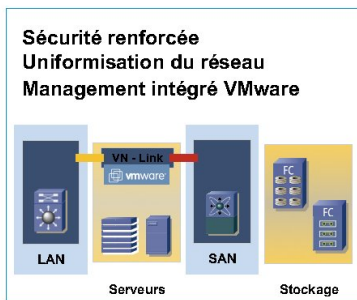 Sécurité renforcée
Uniformisation du réseau
Management intégré VMware
VN - Link
vmware
FC
FC
LAN
SAN
Serveurs
Stockage